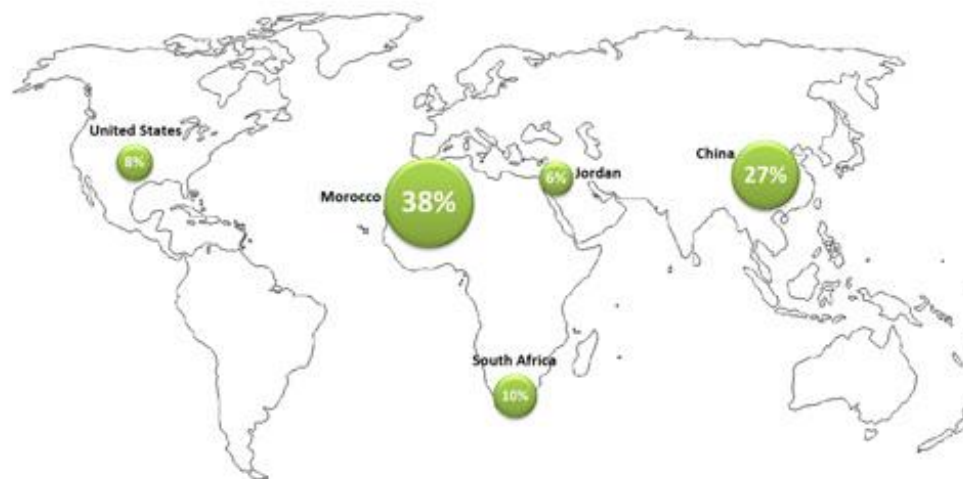 United States
8%
Morocco
38%
6%
Jordan
China
27%
South Africa
10%